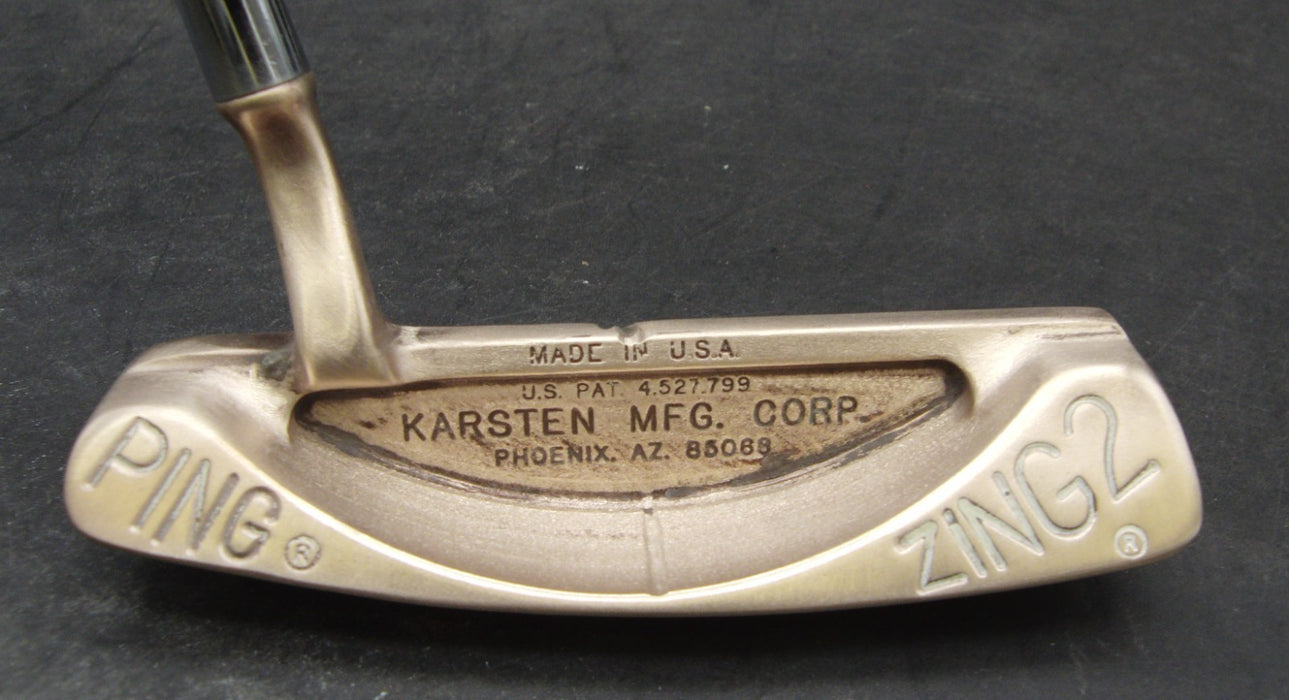 MADE IN U.S.A.
U.S. PAT. 4.527.799
KARSTEN MFG. CORP.
PHOENIX. AZ. 85068
PING®
ZiNG2®